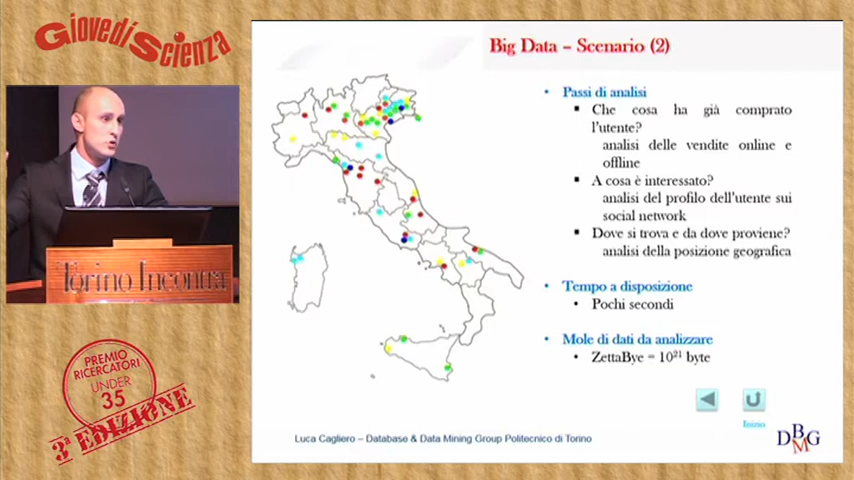 GiovedìScienza
Big Data – Scenario (2)
• Passi di analisi
▪ Che cosa ha già comprato
l'utente?
analisi delle vendite online e
offline
▪ A cosa è interessato?
analisi del profilo dell'utente sui
social network
▪ Dove si trova e da dove proviene?
analisi della posizione geografica
• Tempo a disposizione
• Pochi secondi
• Mole di dati da analizzare
• ZettaBye = 10²¹ byte
Inizio
Luca Cagliero – Database & Data Mining Group Politecnico di Torino
DBMG
Torino Incontra
PREMIO
RICERCATORI
UNDER
35
3ª EDIZIONE